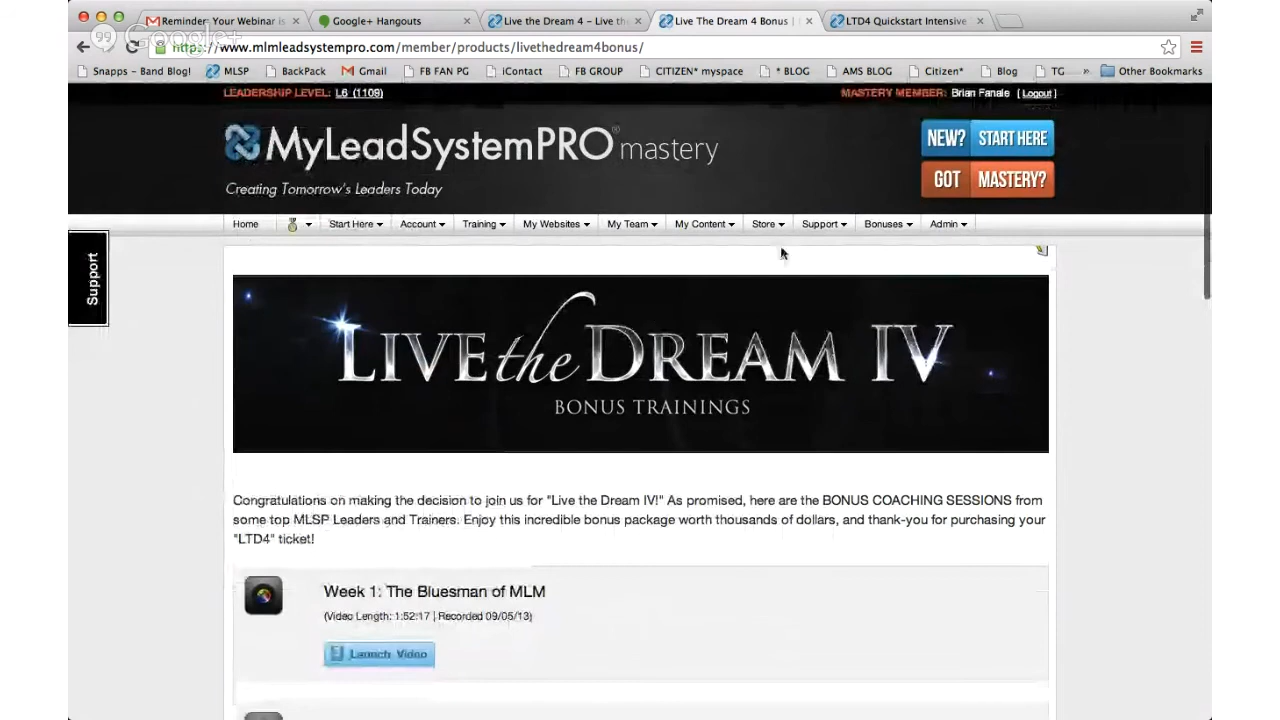 Reminder: Your Webinar is
Google+ Hangouts
Live the Dream 4 – Live the
Live The Dream 4 Bonus |
LTD4 Quickstart Intensive
Google+
https://www.mlmleadsystempro.com/member/products/livethedream4bonus/
Snapps - Band Blog!
MLSP
BackPack
Gmail
FB FAN PG
iContact
FB GROUP
CITIZEN* myspace
* BLOG
AMS BLOG
Citizen*
Blog
TG
»
Other Bookmarks
LEADERSHIP LEVEL: L6 (1109)
MASTERY MEMBER: Brian Fanale [ Logout ]
MyLeadSystemPRO® mastery
Creating Tomorrow's Leaders Today
NEW? START HERE
GOT MASTERY?
Home
Start Here
Account
Training
My Websites
My Team
My Content
Store
Support
Bonuses
Admin
Support
LIVE the DREAM IV
BONUS TRAININGS
Congratulations on making the decision to join us for "Live the Dream IV!" As promised, here are the BONUS COACHING SESSIONS from
some top MLSP Leaders and Trainers. Enjoy this incredible bonus package worth thousands of dollars, and thank-you for purchasing your
"LTD4" ticket!
Week 1: The Bluesman of MLM
(Video Length: 1:52:17 | Recorded 09/05/13)
Launch Video